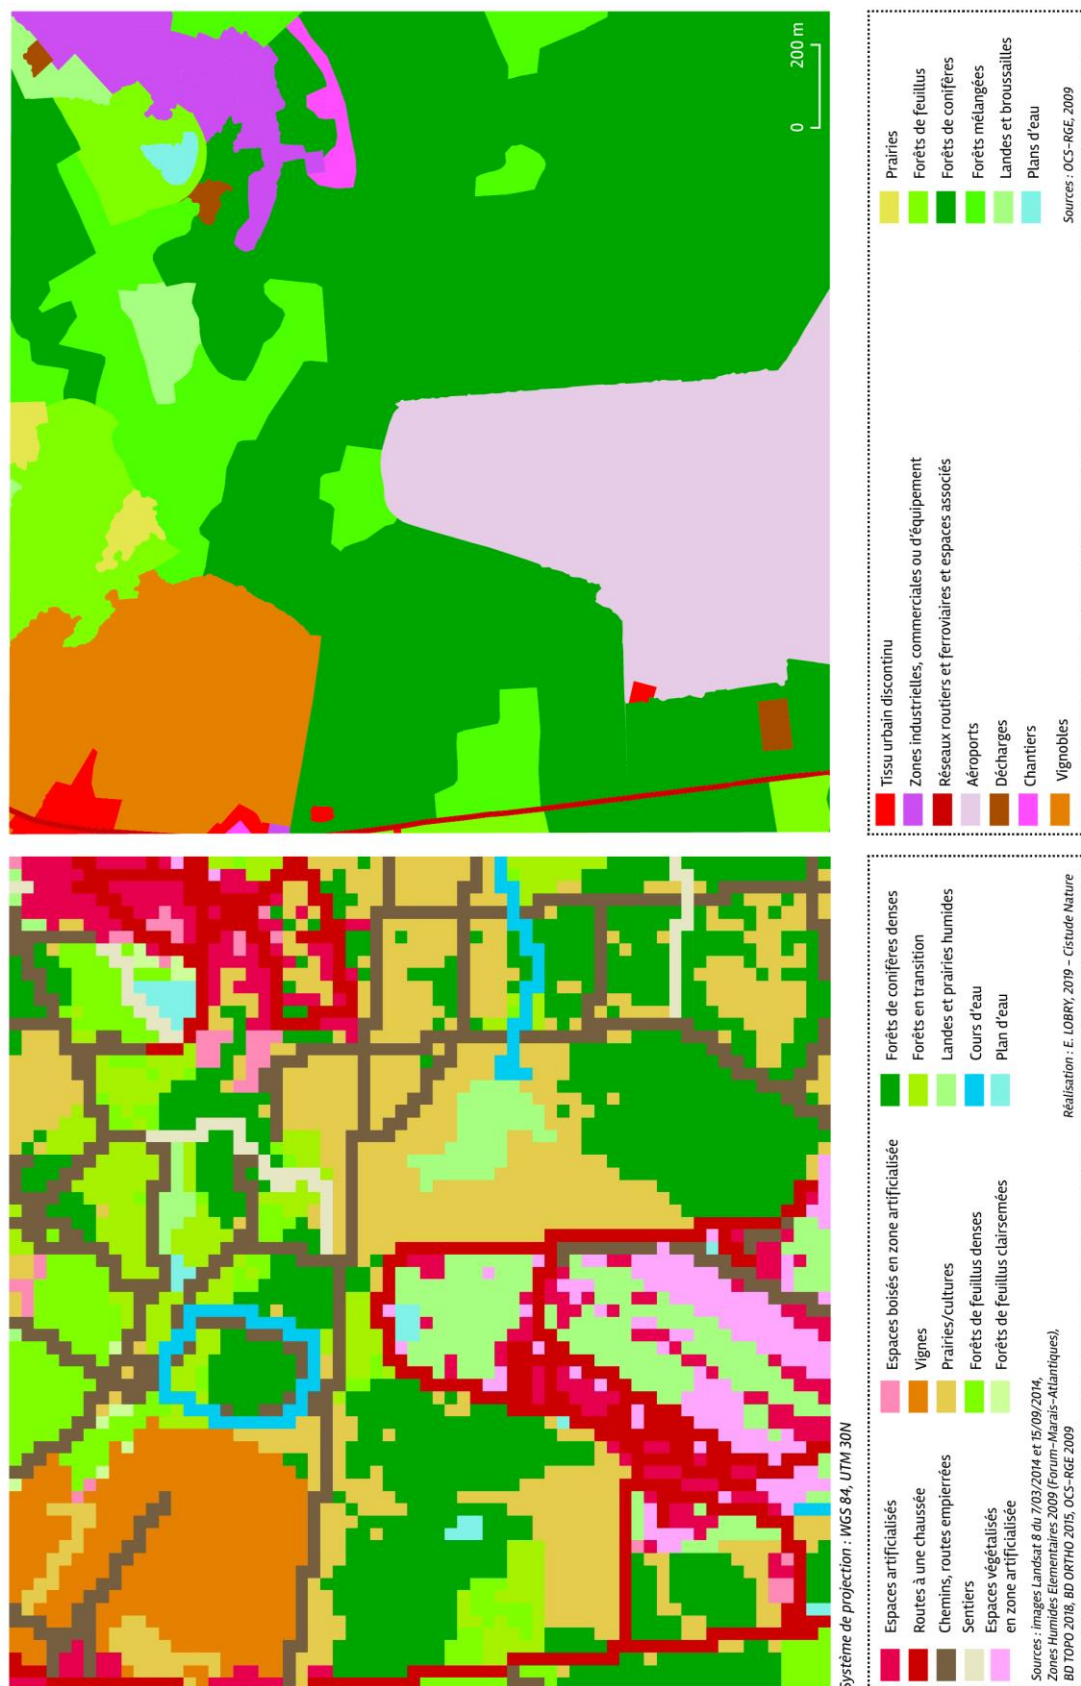 Système de projection : WGS 84, UTM 30N
0 200 m
Espaces artificialisés
Routes à une chaussée
Chemins, routes empierrées
Sentiers
Espaces végétalisés
en zone artificialisée
Espaces boisés en zone artificialisée
Vignes
Prairies/cultures
Forêts de feuillus denses
Forêts de feuillus clairsemées
Forêts de conifères denses
Forêts en transition
Landes et prairies humides
Cours d'eau
Plan d'eau
Sources : images Landsat 8 du 7/03/2014 et 15/09/2014,
Zones Humides Elementaires 2009 (Forum-Marais-Atlantiques),
BD TOPO 2018, BD ORTHO 2015, OCS-RGE 2009
Réalisation : E. LOBRY, 2019 - Cistude Nature
Tissu urbain discontinu
Zones industrielles, commerciales ou d'équipement
Réseaux routiers et ferroviaires et espaces associés
Aéroports
Décharges
Chantiers
Vignobles
Prairies
Forêts de feuillus
Forêts de conifères
Forêts mélangées
Landes et broussailles
Plans d'eau
Sources : OCS-RGE, 2009